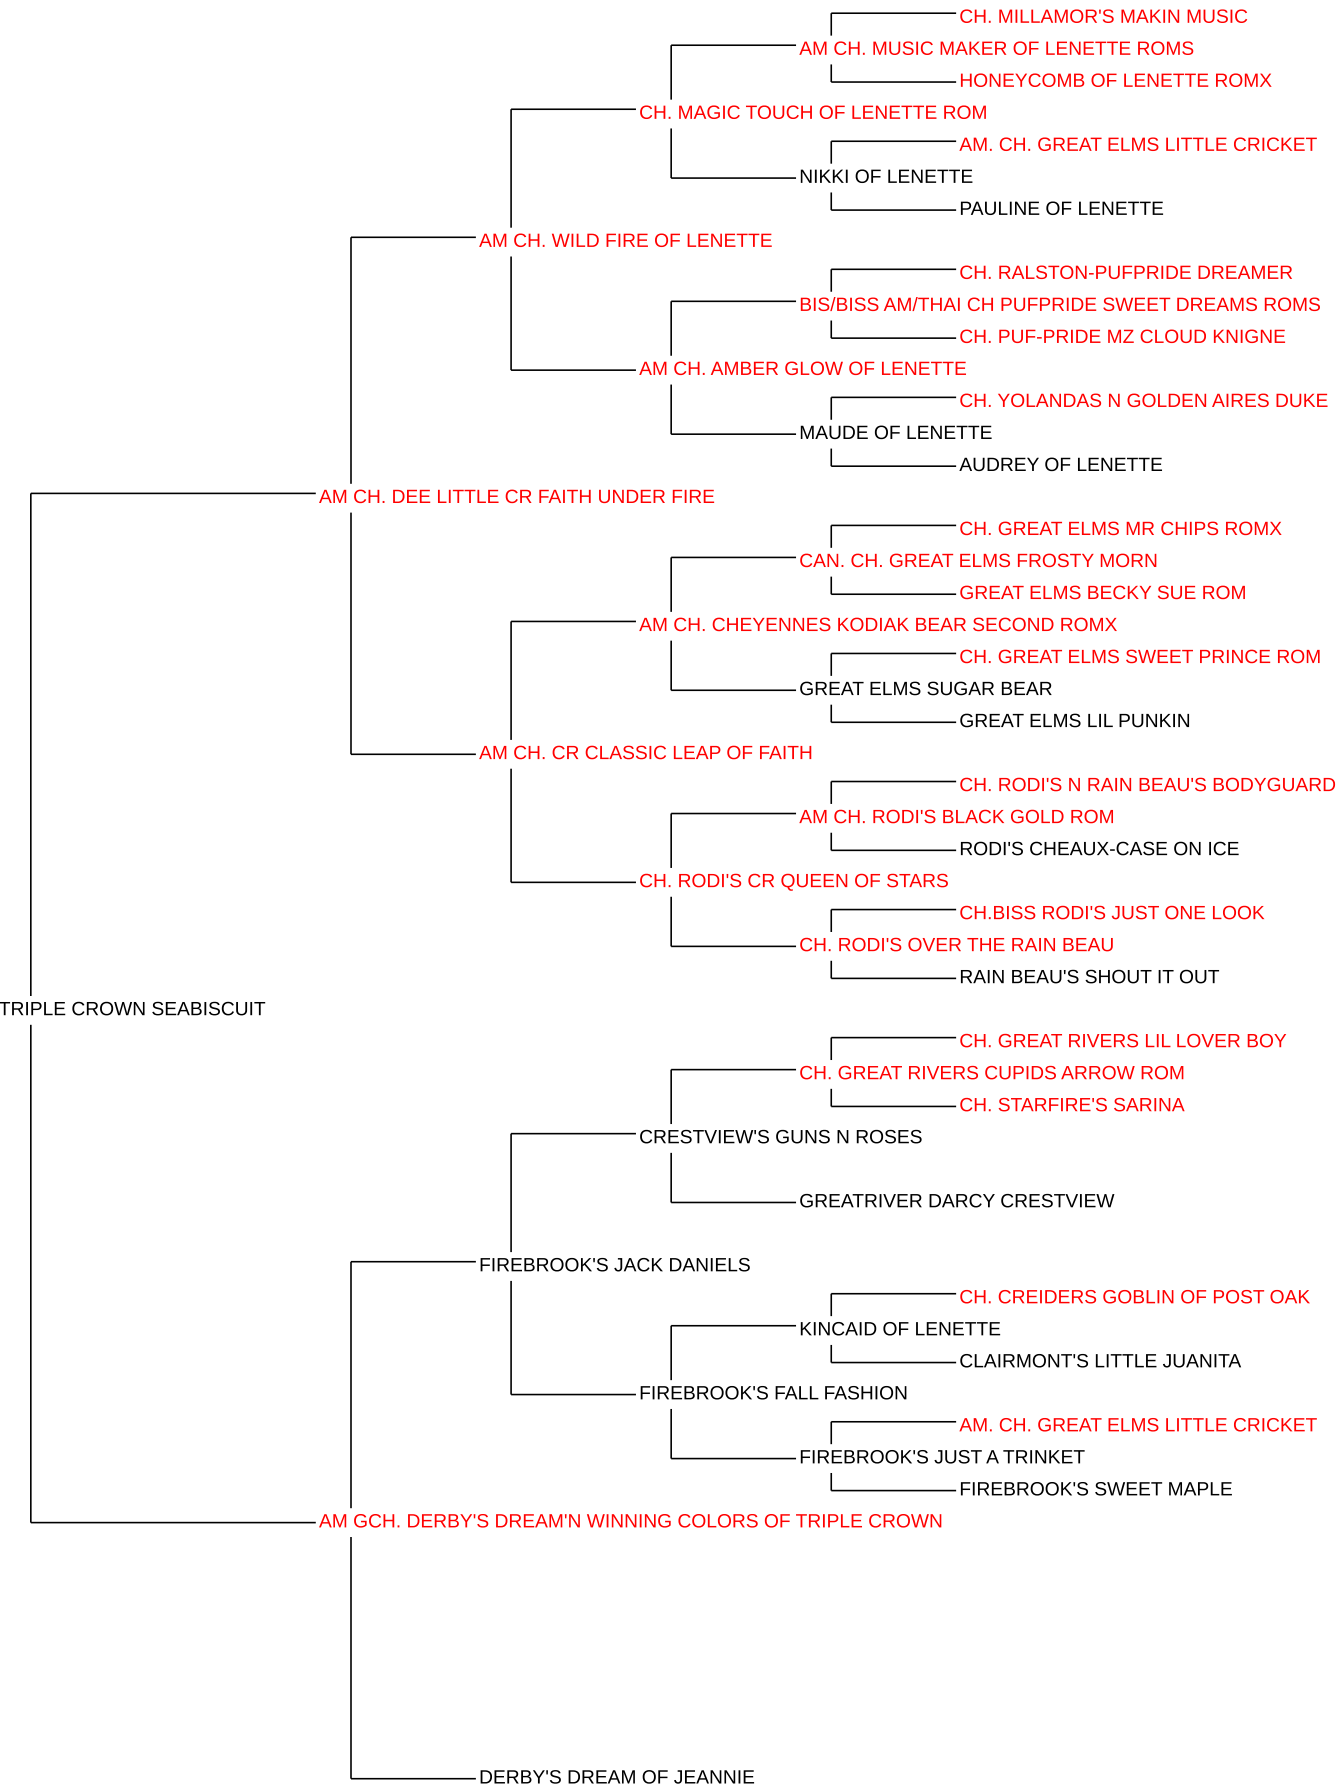 CH. MILLAMOR'S MAKIN MUSIC
AM CH. MUSIC MAKER OF LENETTE ROMS
HONEYCOMB OF LENETTE ROMX
CH. MAGIC TOUCH OF LENETTE ROM
AM. CH. GREAT ELMS LITTLE CRICKET
NIKKI OF LENETTE
PAULINE OF LENETTE
AM CH. WILD FIRE OF LENETTE
CH. RALSTON-PUFPRIDE DREAMER
BIS/BISS AM/THAI CH PUFPRIDE SWEET DREAMS ROMS
CH. PUF-PRIDE MZ CLOUD KNIGNE
AM CH. AMBER GLOW OF LENETTE
CH. YOLANDAS N GOLDEN AIRES DUKE
MAUDE OF LENETTE
AUDREY OF LENETTE
AM CH. DEE LITTLE CR FAITH UNDER FIRE
CH. GREAT ELMS MR CHIPS ROMX
CAN. CH. GREAT ELMS FROSTY MORN
GREAT ELMS BECKY SUE ROM
AM CH. CHEYENNES KODIAK BEAR SECOND ROMX
CH. GREAT ELMS SWEET PRINCE ROM
GREAT ELMS SUGAR BEAR
GREAT ELMS LIL PUNKIN
AM CH. CR CLASSIC LEAP OF FAITH
CH. RODI'S N RAIN BEAU'S BODYGUARD
AM CH. RODI'S BLACK GOLD ROM
RODI'S CHEAUX-CASE ON ICE
CH. RODI'S CR QUEEN OF STARS
CH.BISS RODI'S JUST ONE LOOK
CH. RODI'S OVER THE RAIN BEAU
RAIN BEAU'S SHOUT IT OUT
TRIPLE CROWN SEABISCUIT
CH. GREAT RIVERS LIL LOVER BOY
CH. GREAT RIVERS CUPIDS ARROW ROM
CH. STARFIRE'S SARINA
CRESTVIEW'S GUNS N ROSES
GREATRIVER DARCY CRESTVIEW
FIREBROOK'S JACK DANIELS
CH. CREIDERS GOBLIN OF POST OAK
KINCAID OF LENETTE
CLAIRMONT'S LITTLE JUANITA
FIREBROOK'S FALL FASHION
AM. CH. GREAT ELMS LITTLE CRICKET
FIREBROOK'S JUST A TRINKET
FIREBROOK'S SWEET MAPLE
AM GCH. DERBY'S DREAM'N WINNING COLORS OF TRIPLE CROWN
DERBY'S DREAM OF JEANNIE